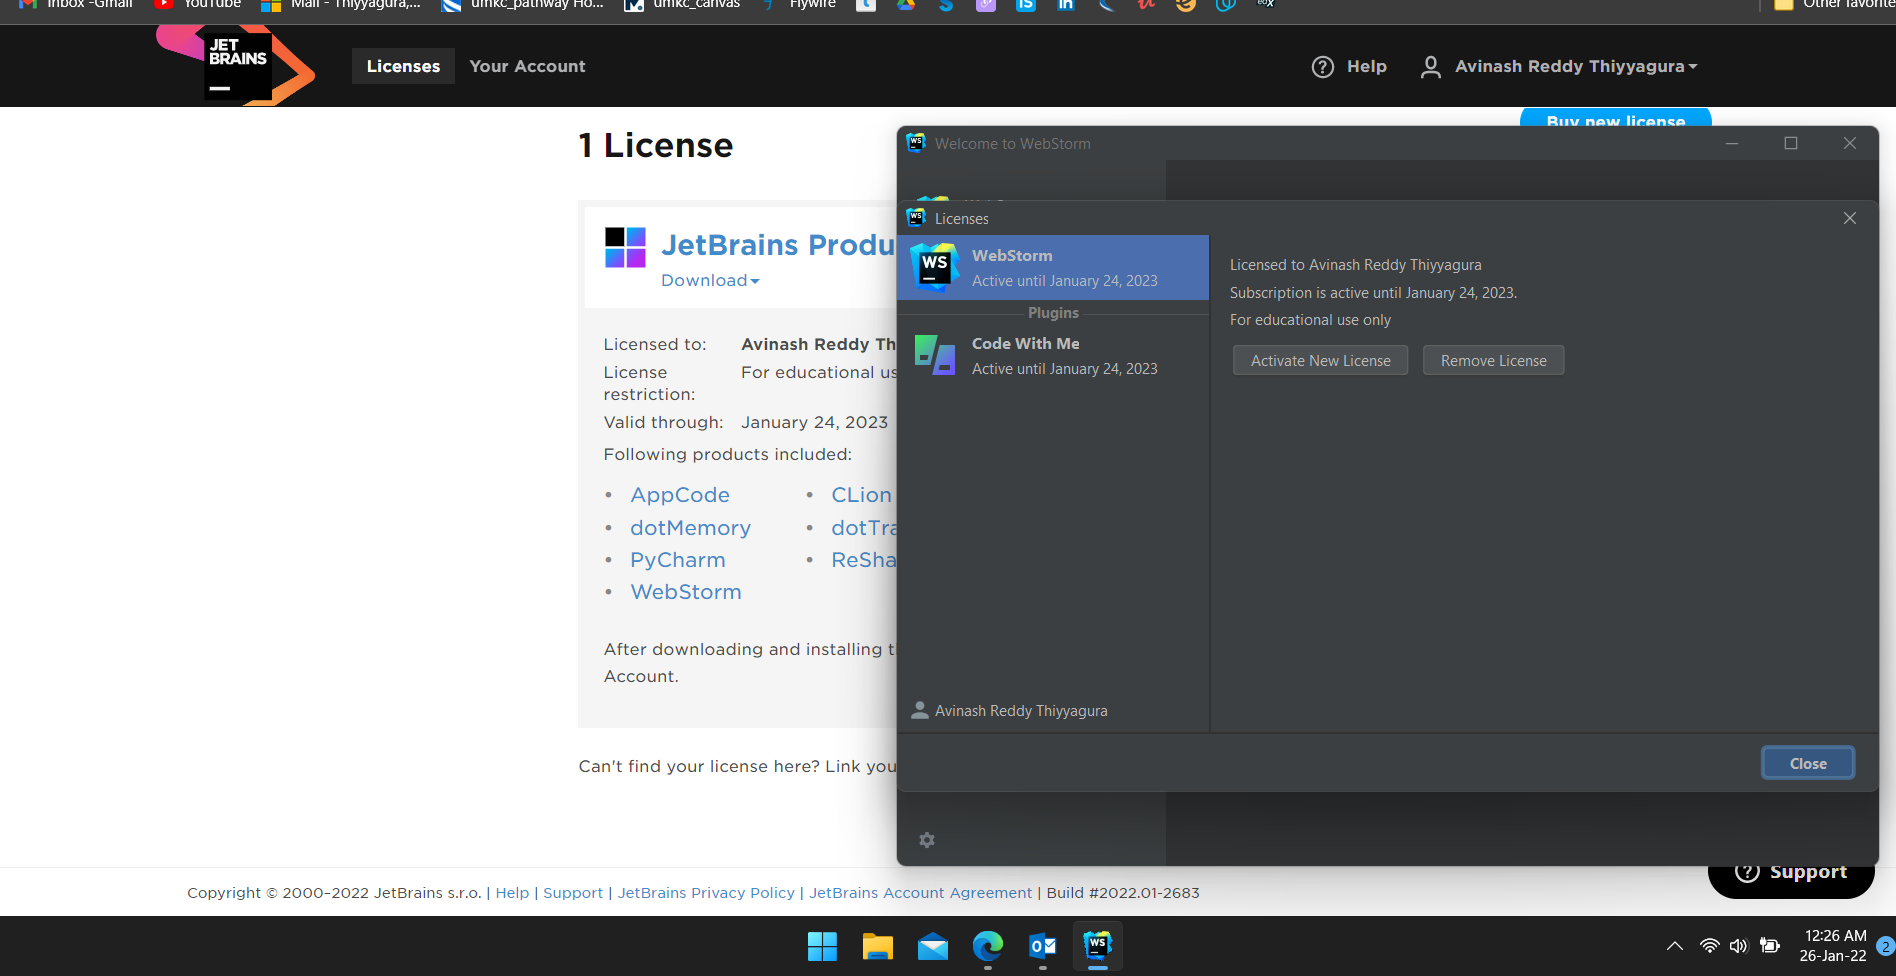 Inbox -Gmail YouTube Mail - Thiyyagura,... umkc_pathway Ho... umkc_canvas Flywire Other favorite
JET
BRAINS
Licenses Your Account Help Avinash Reddy Thiyyagura
1 License
Buy new license
JetBrains Produ
Download
Licensed to: Avinash Reddy Th
License restriction: For educational us
Valid through: January 24, 2023
Following products included:
• AppCode • CLion
• dotMemory • dotTra
• PyCharm • ReSha
• WebStorm
After downloading and installing t
Account.
Can't find your license here? Link you
WS Welcome to WebStorm
WS Licenses
WS WebStorm
Active until January 24, 2023
Plugins
Code With Me
Active until January 24, 2023
Avinash Reddy Thiyyagura
Licensed to Avinash Reddy Thiyyagura
Subscription is active until January 24, 2023.
For educational use only
Activate New License Remove License
Close
Support
Copyright © 2000–2022 JetBrains s.r.o. | Help | Support | JetBrains Privacy Policy | JetBrains Account Agreement | Build #2022.01-2683
WS
12:26 AM
26-Jan-22
2